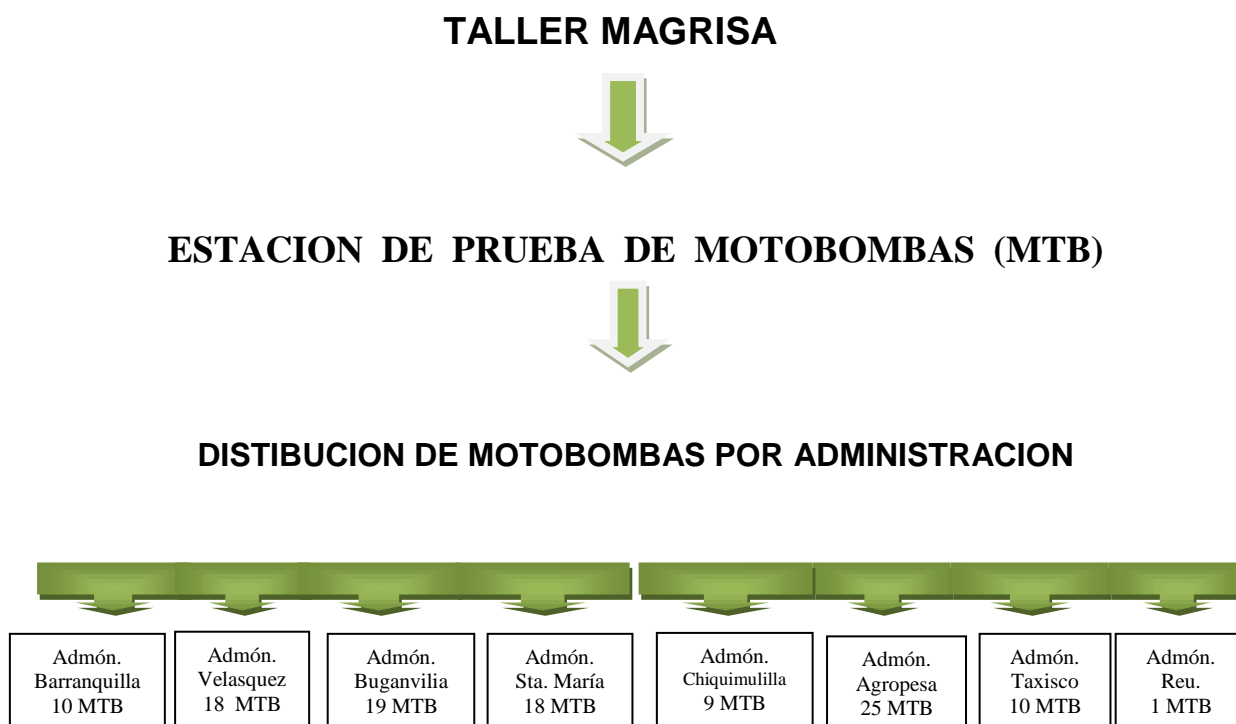 TALLER MAGRISA
ESTACION DE PRUEBA DE MOTOBOMBAS (MTB)
DISTIBUCION DE MOTOBOMBAS POR ADMINISTRACION
Admón.
Barranquilla
10 MTB
Admón.
Velasquez
18 MTB
Admón.
Buganvilia
19 MTB
Admón.
Sta. María
18 MTB
Admón.
Chiquimulilla
9 MTB
Admón.
Agropesa
25 MTB
Admón.
Taxisco
10 MTB
Admón.
Reu.
1 MTB